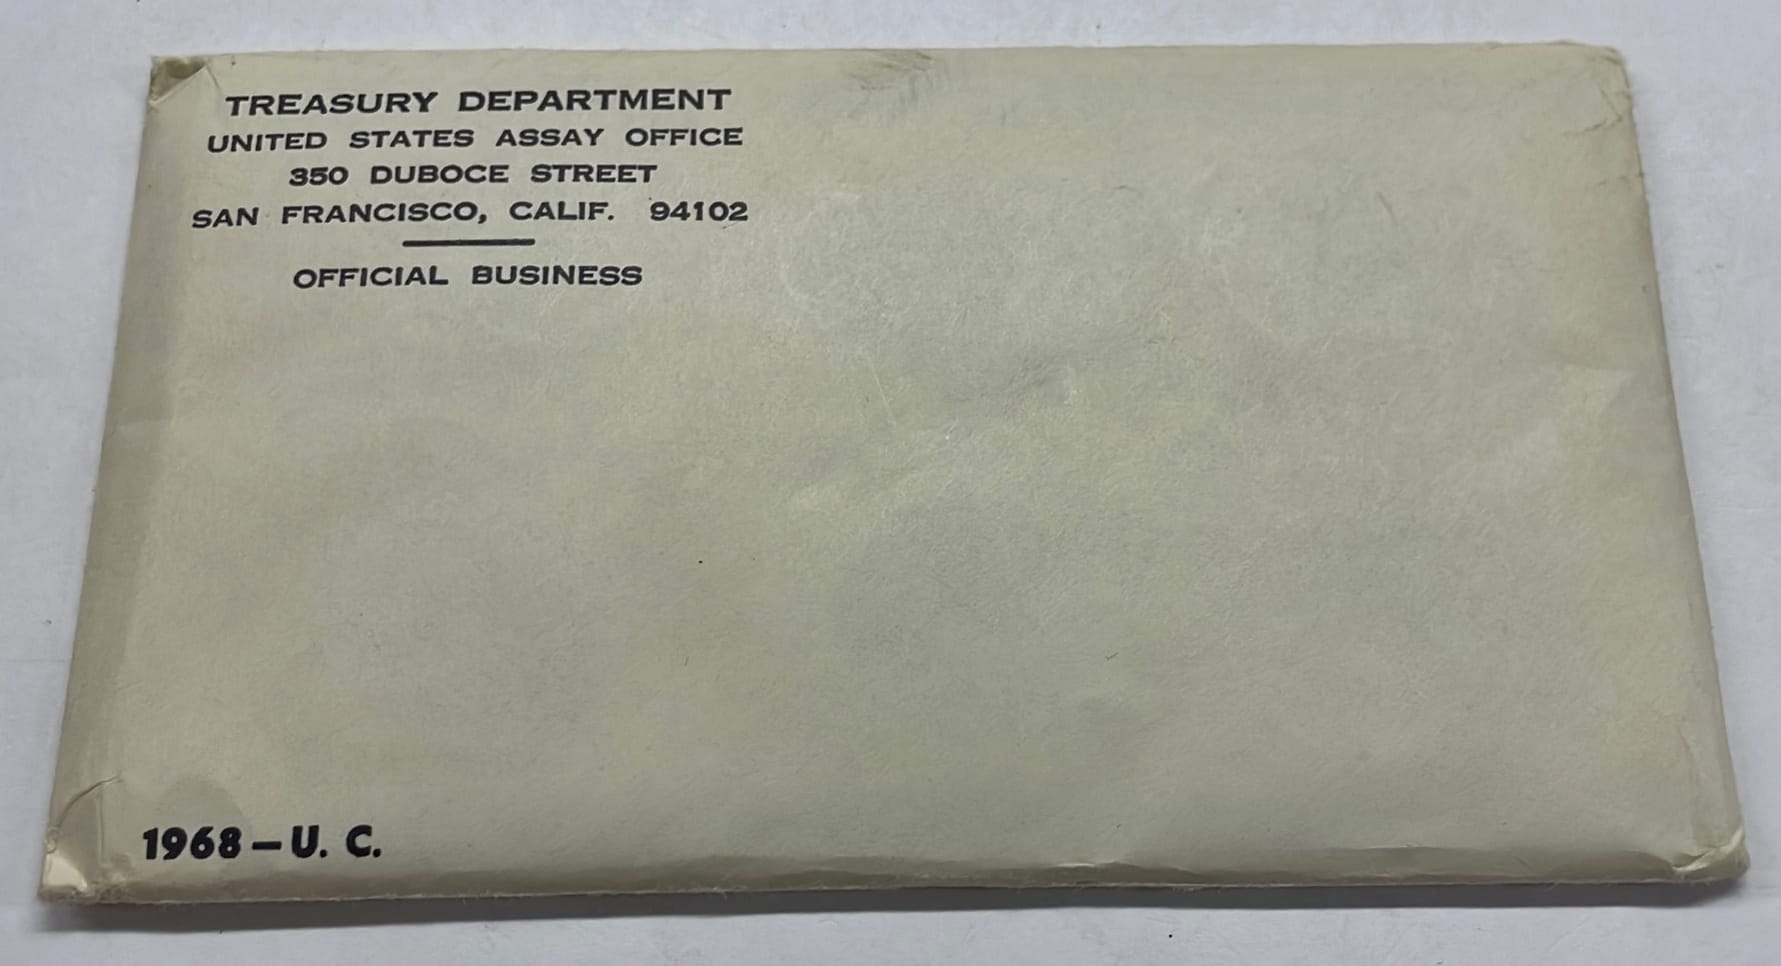 TREASURY DEPARTMENT
UNITED STATES ASSAY OFFICE
350 DUBOCE STREET
SAN FRANCISCO, CALIF. 94102
OFFICIAL BUSINESS
1968 – U. C.